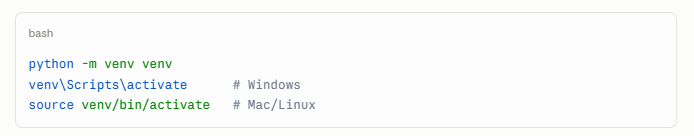 bash
python -m venv venv
venv\Scripts\activate      # Windows
source venv/bin/activate   # Mac/Linux